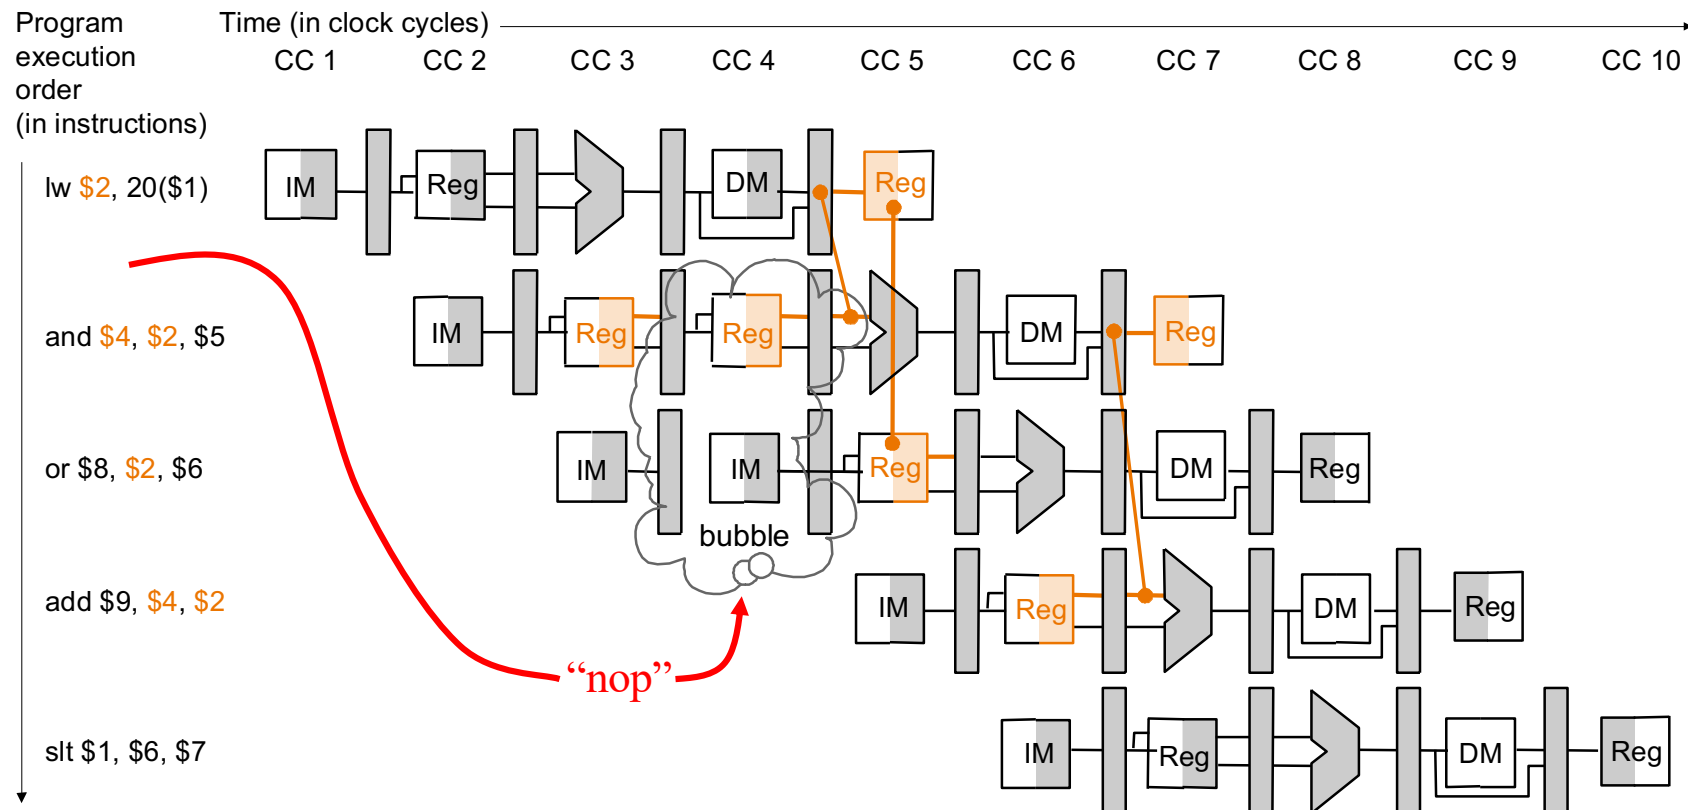 Program
execution
order
(in instructions)
Time (in clock cycles)
CC 1 CC 2 CC 3 CC 4 CC 5 CC 6 CC 7 CC 8 CC 9 CC 10
lw $2, 20($1)
IM Reg DM Reg
and $4, $2, $5
IM Reg Reg DM Reg
or $8, $2, $6
IM IM Reg DM Reg
bubble
add $9, $4, $2
IM Reg DM Reg
“nop”
slt $1, $6, $7
IM Reg DM Reg